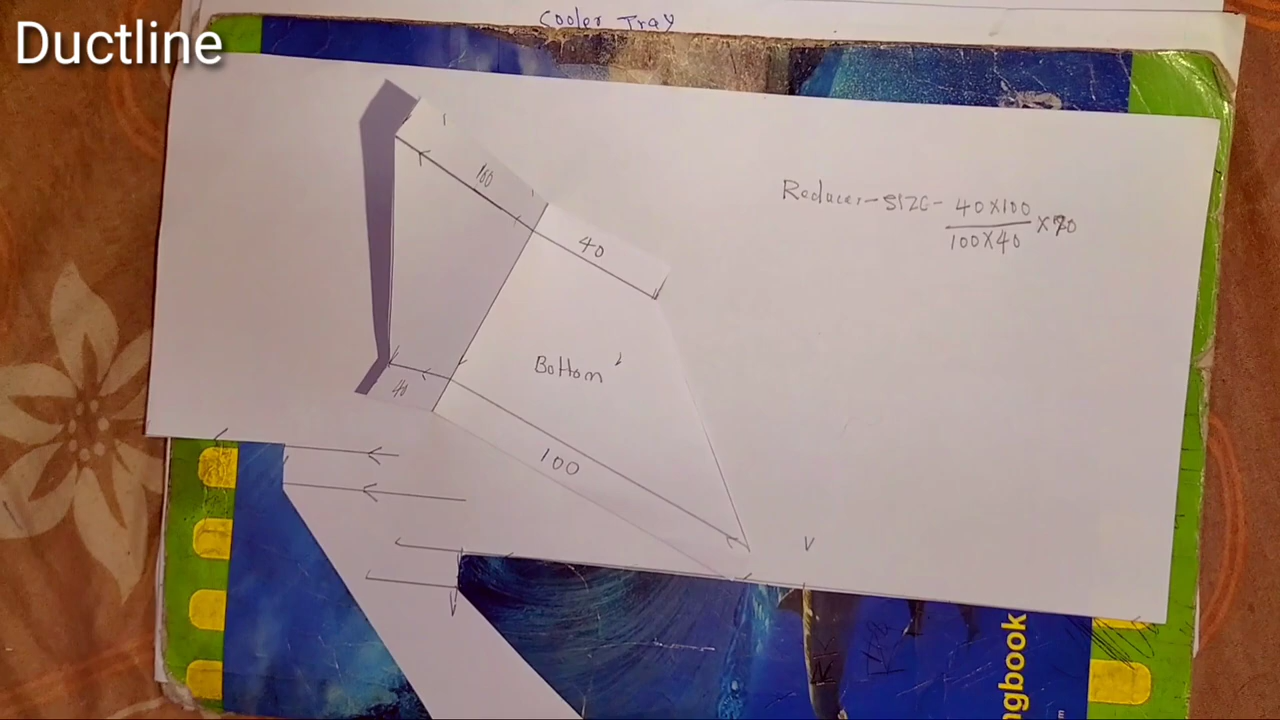 Cooler Tray
Ductline
Reducer-SIZE- 40X100
100X40 X70
100
40
Bottom
40
100
V
ngbook